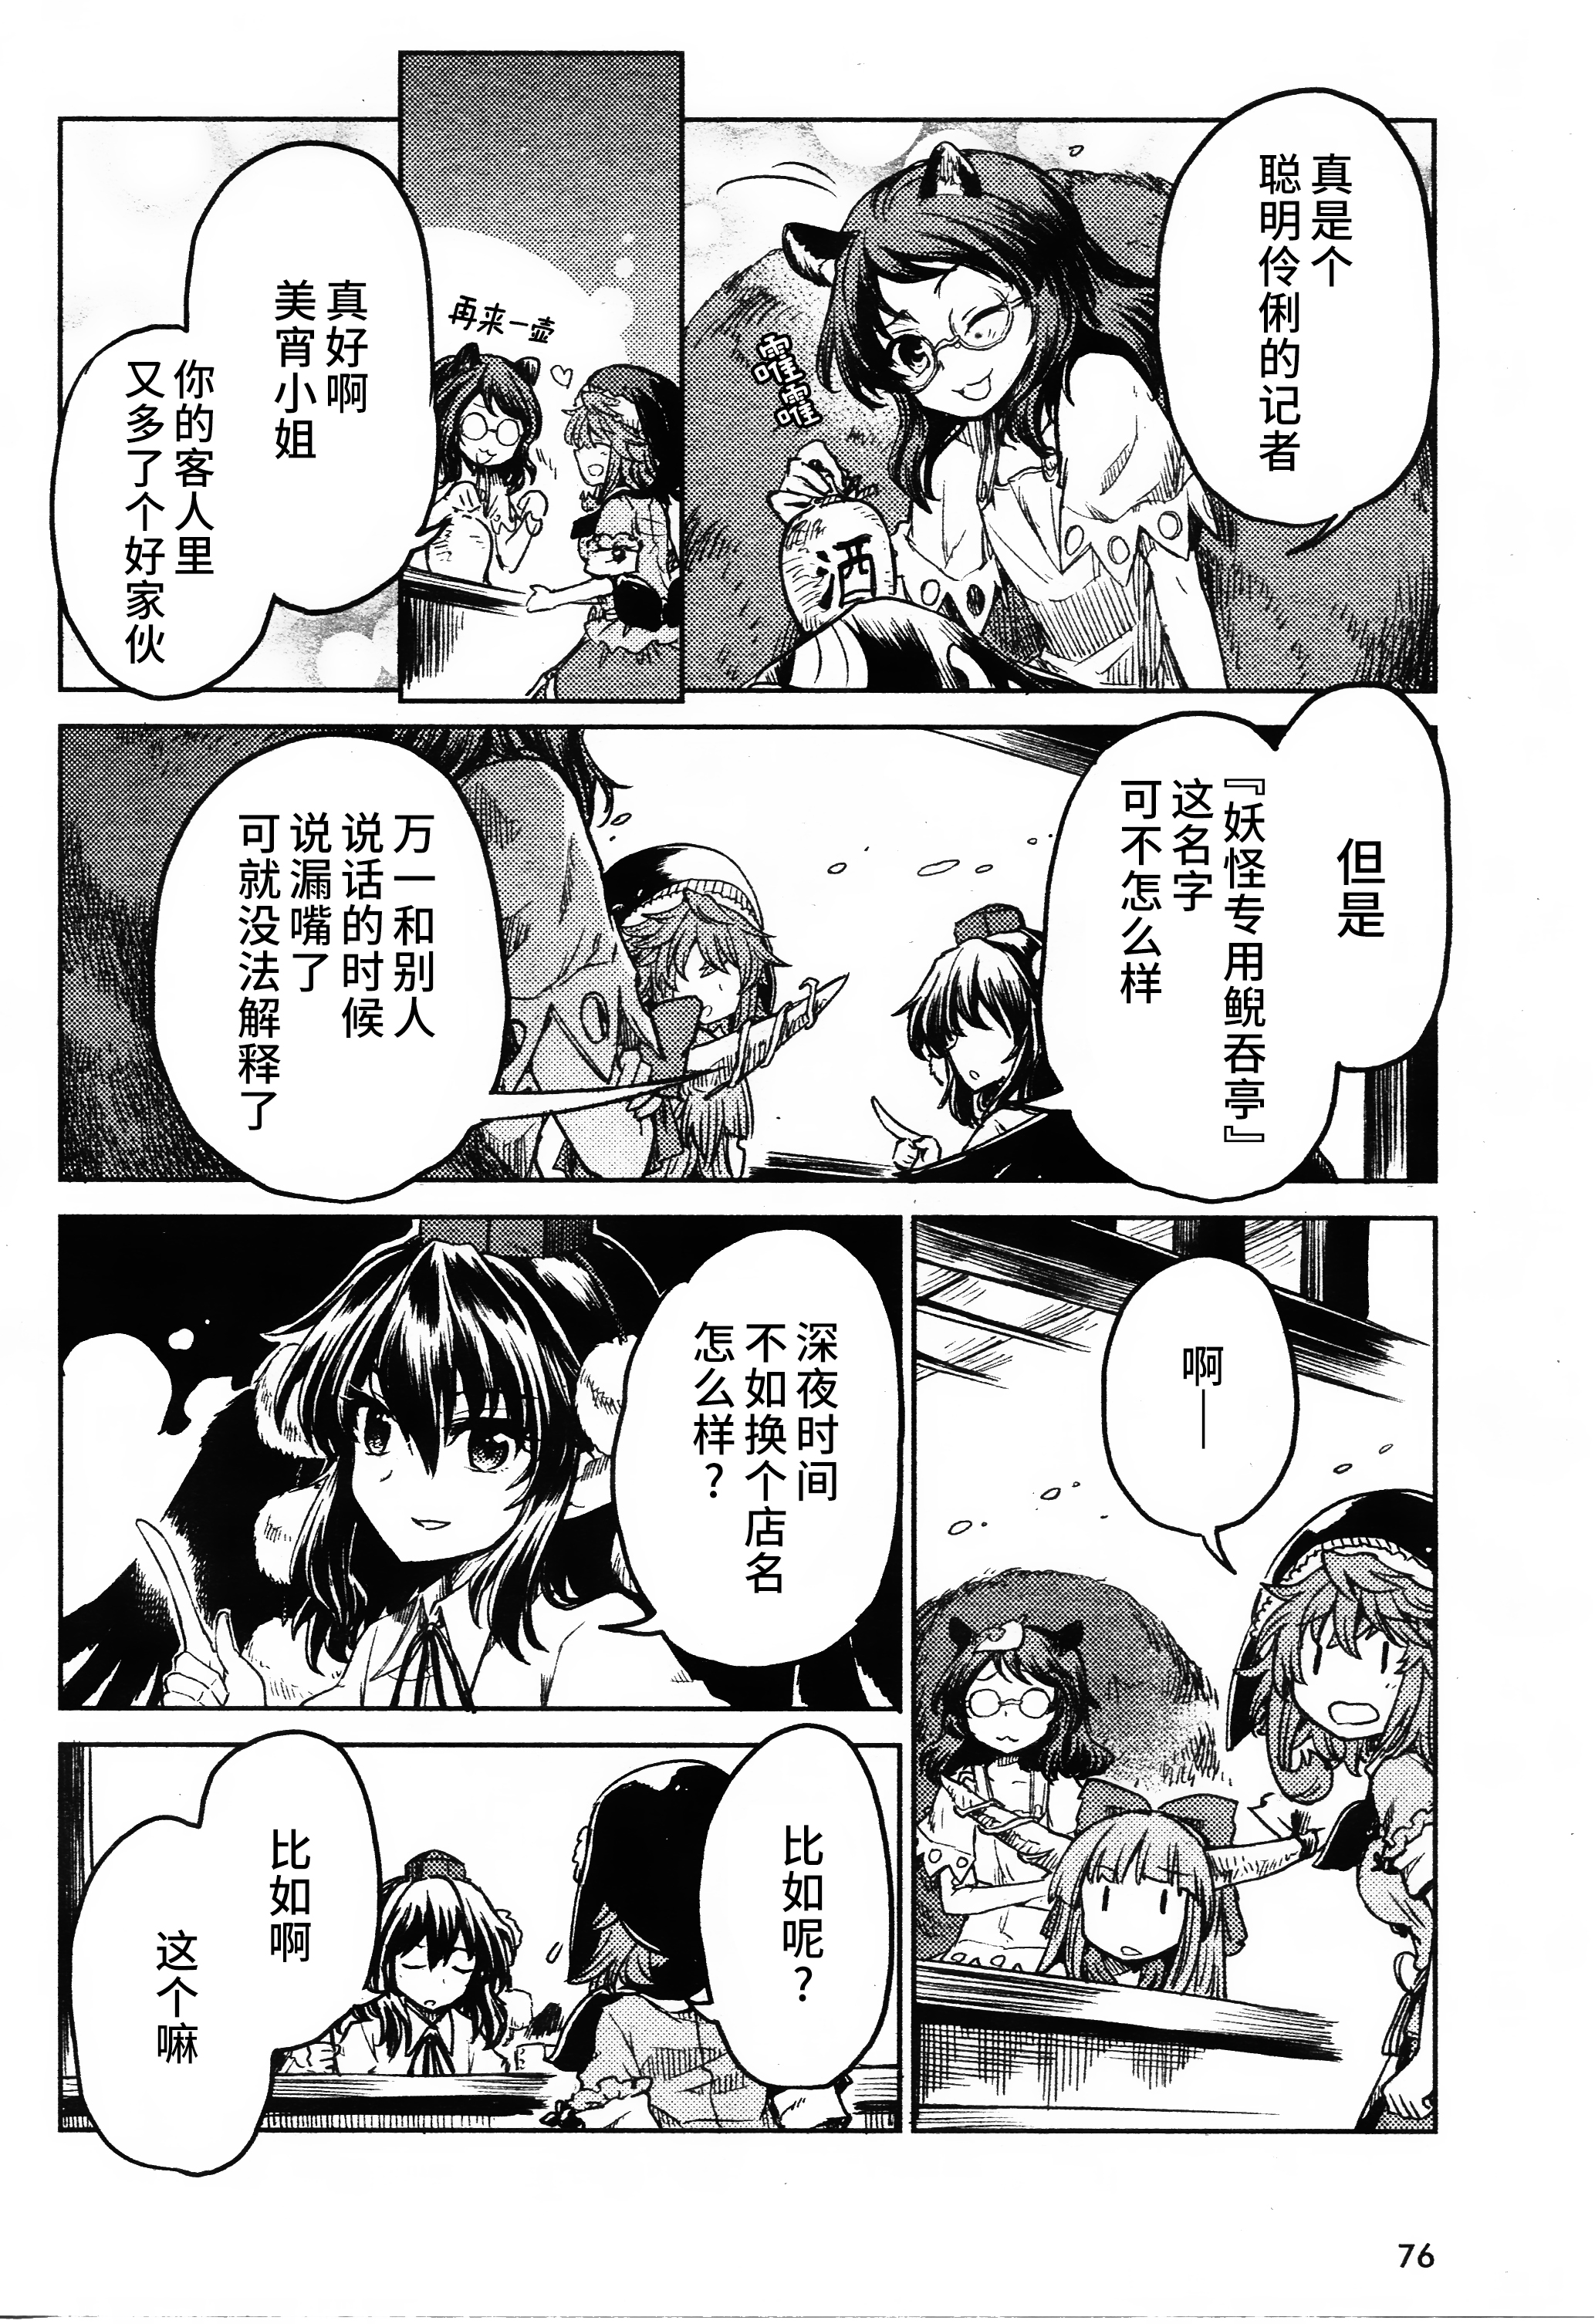 真是个
聪明伶俐的记者
嚯嚯
酒
再来一壶
真好啊
美宵小姐
你的客人里
又多了个好家伙
但是
『妖怪专用鲵吞亭』
这名字
可不怎么样
万一和别人
说话的时候
说漏嘴了
可就没法解释了
啊——
深夜时间
不如换个店名
怎么样？
比如呢？
比如啊
这个嘛
76